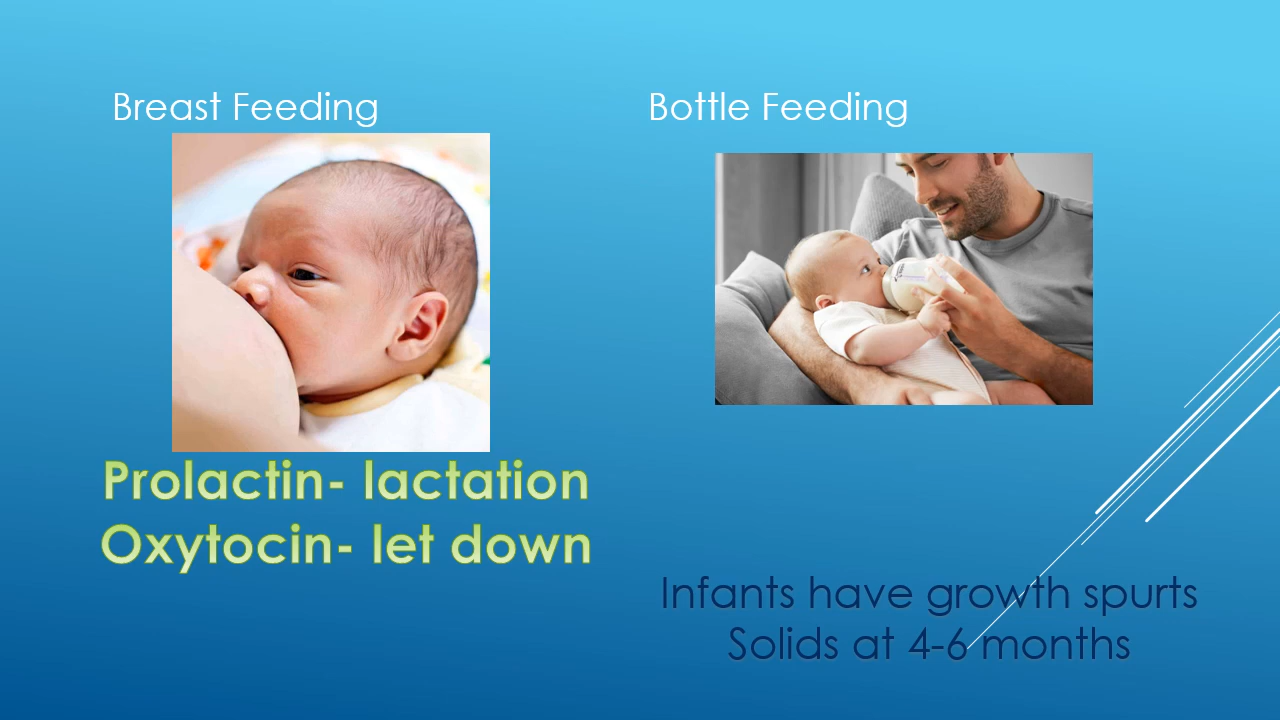 Breast Feeding
Bottle Feeding
Prolactin- lactation
Oxytocin- let down
Infants have growth spurts
Solids at 4-6 months